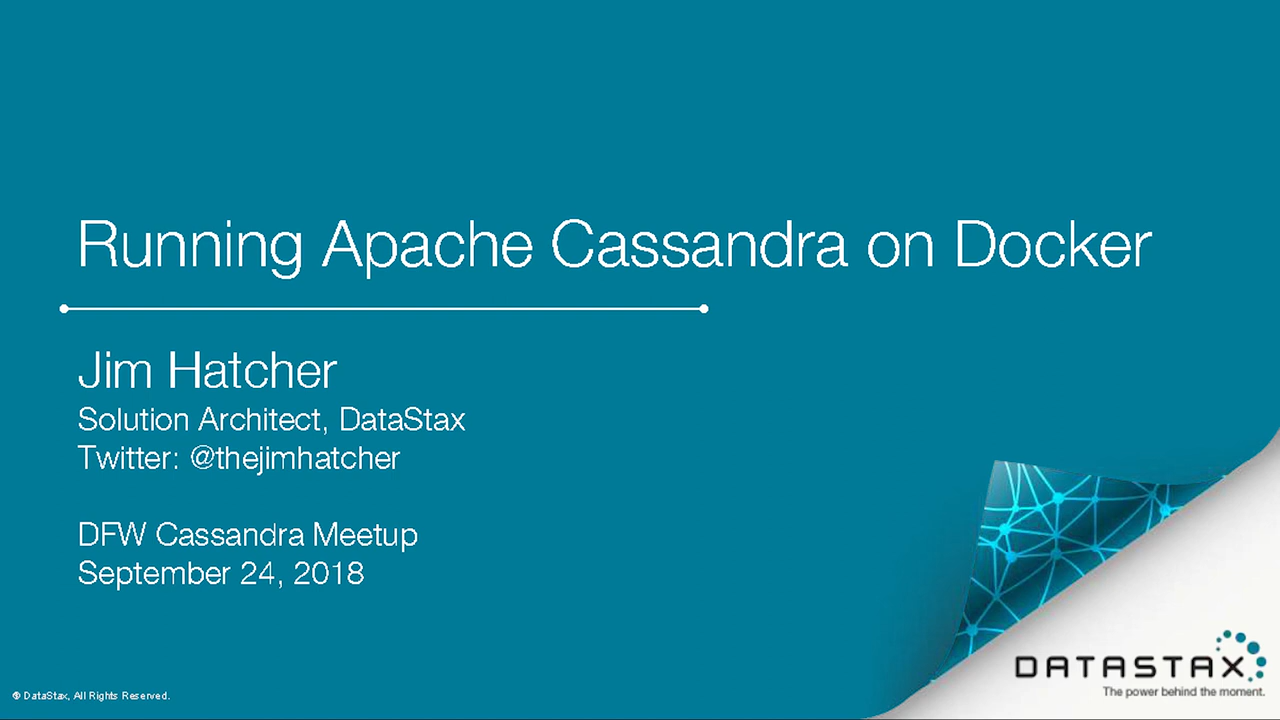 Running Apache Cassandra on Docker
Jim Hatcher
Solution Architect, DataStax
Twitter: @thejimhatcher
DFW Cassandra Meetup
September 24, 2018
© DataStax, All Rights Reserved.
DATASTAX
The power behind the moment.